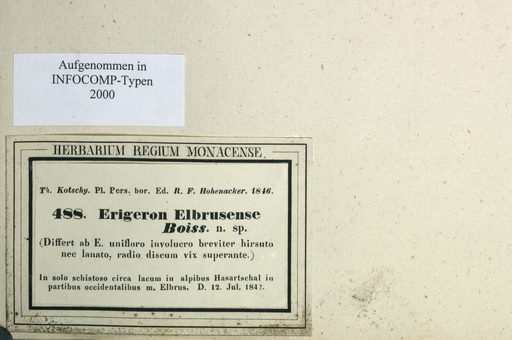 Aufgenommen in
INFOCOMP-Typen
2000
HERBARIUM REGIUM MONACENSE.
Th. Kotschy. Pl. Pers. bor. Ed. R. F. Hohenacker. 1846.
488. Erigeron Elbrusense
Boiss. n. sp.
(Differt ab E. unifloro involucro breviter hirsuto
nec lanato, radio discum vix superante.)
In solo schistoso circa lacum in alpibus Hasartschal in
partibus occidentalibus m. Elbrus. D. 12. Jul. 1843.